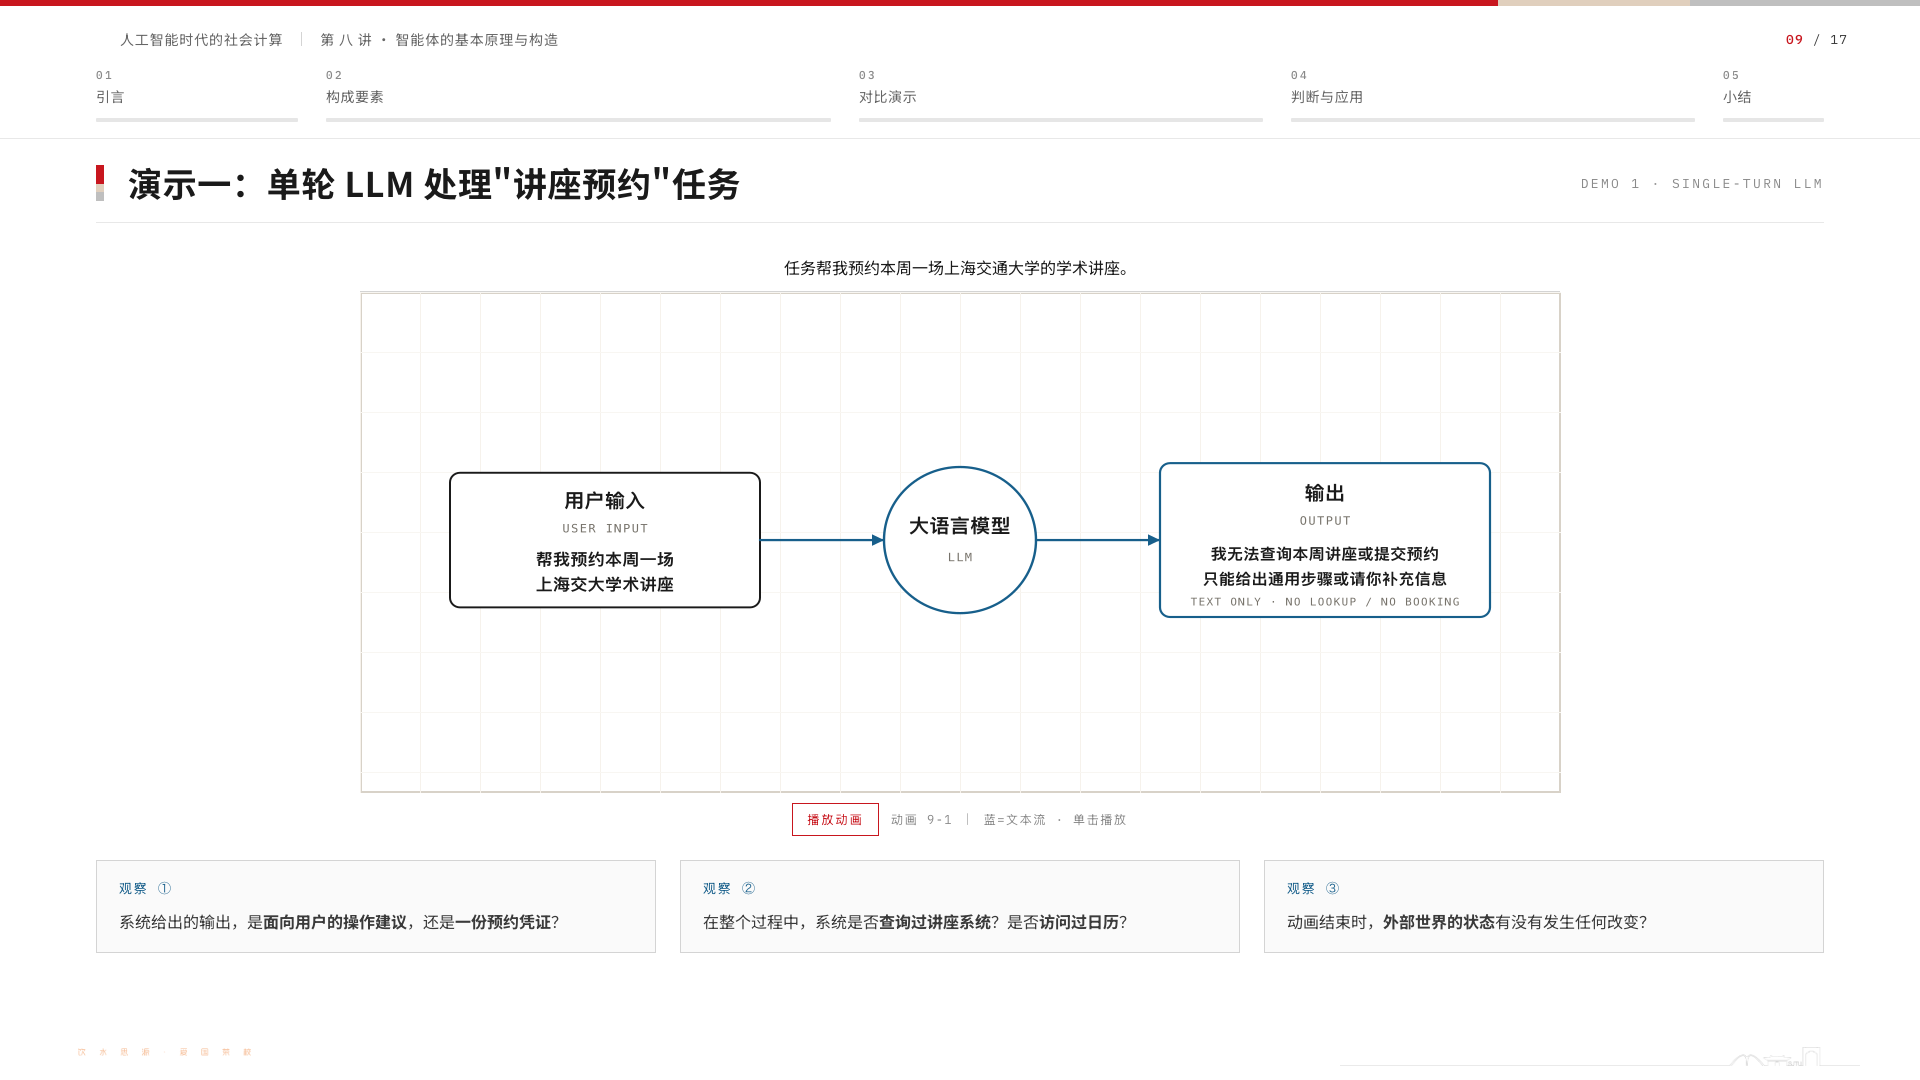 人工智能时代的社会计算 | 第 八 讲 · 智能体的基本原理与构造
09 / 17
01
引言
02
构成要素
03
对比演示
04
判断与应用
05
小结
演示一：单轮 LLM 处理"讲座预约"任务
DEMO 1 · SINGLE-TURN LLM
任务帮我预约本周一场上海交通大学的学术讲座。
用户输入
USER INPUT
帮我预约本周一场
上海交大学术讲座
大语言模型
LLM
输出
OUTPUT
我无法查询本周讲座或提交预约
只能给出通用步骤或请你补充信息
TEXT ONLY · NO LOOKUP / NO BOOKING
播放动画 动画 9-1 | 蓝=文本流 · 单击播放
观察 ①
系统给出的输出，是面向用户的操作建议，还是一份预约凭证？
观察 ②
在整个过程中，系统是否查询过讲座系统？是否访问过日历？
观察 ③
动画结束时，外部世界的状态有没有发生任何改变？
饮 水 思 源 · 爱 国 荣 校